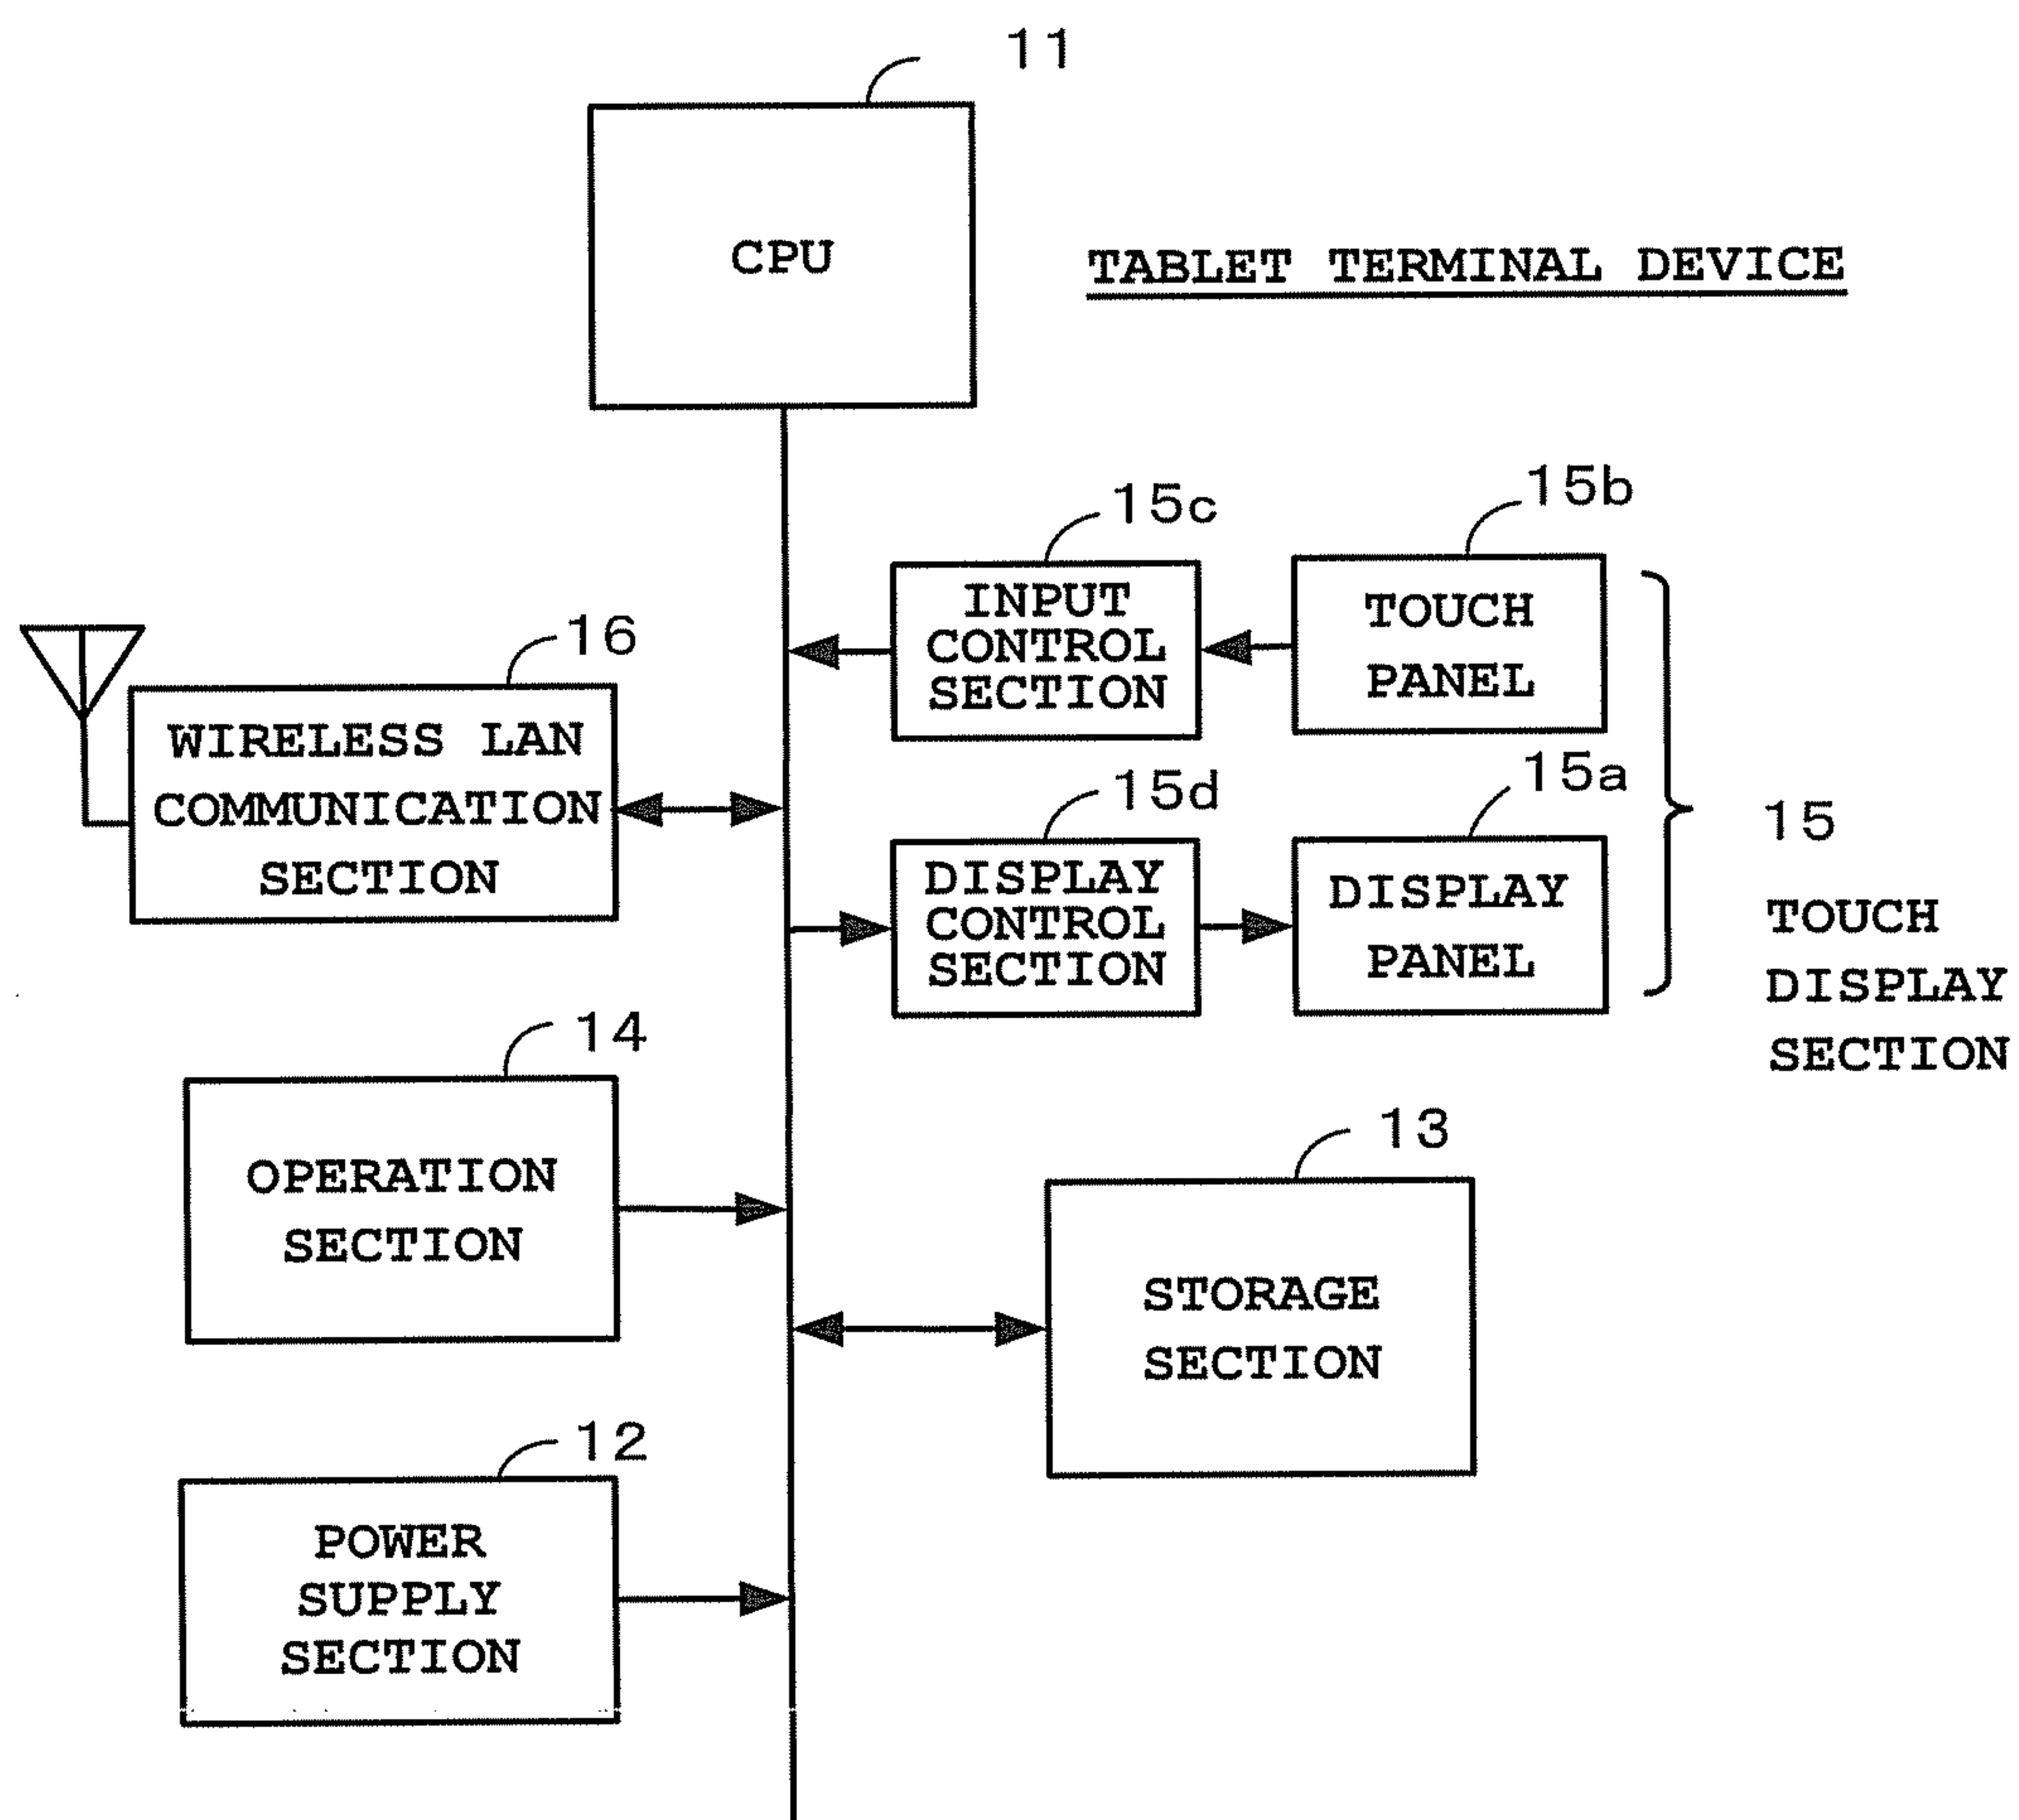 11
CPU
TABLET TERMINAL DEVICE
15c
INPUT
CONTROL
SECTION
15b
TOUCH
PANEL
16
WIRELESS LAN
COMMUNICATION
SECTION
15d
DISPLAY
CONTROL
SECTION
15a
DISPLAY
PANEL
15
TOUCH
DISPLAY
SECTION
14
OPERATION
SECTION
13
STORAGE
SECTION
12
POWER
SUPPLY
SECTION